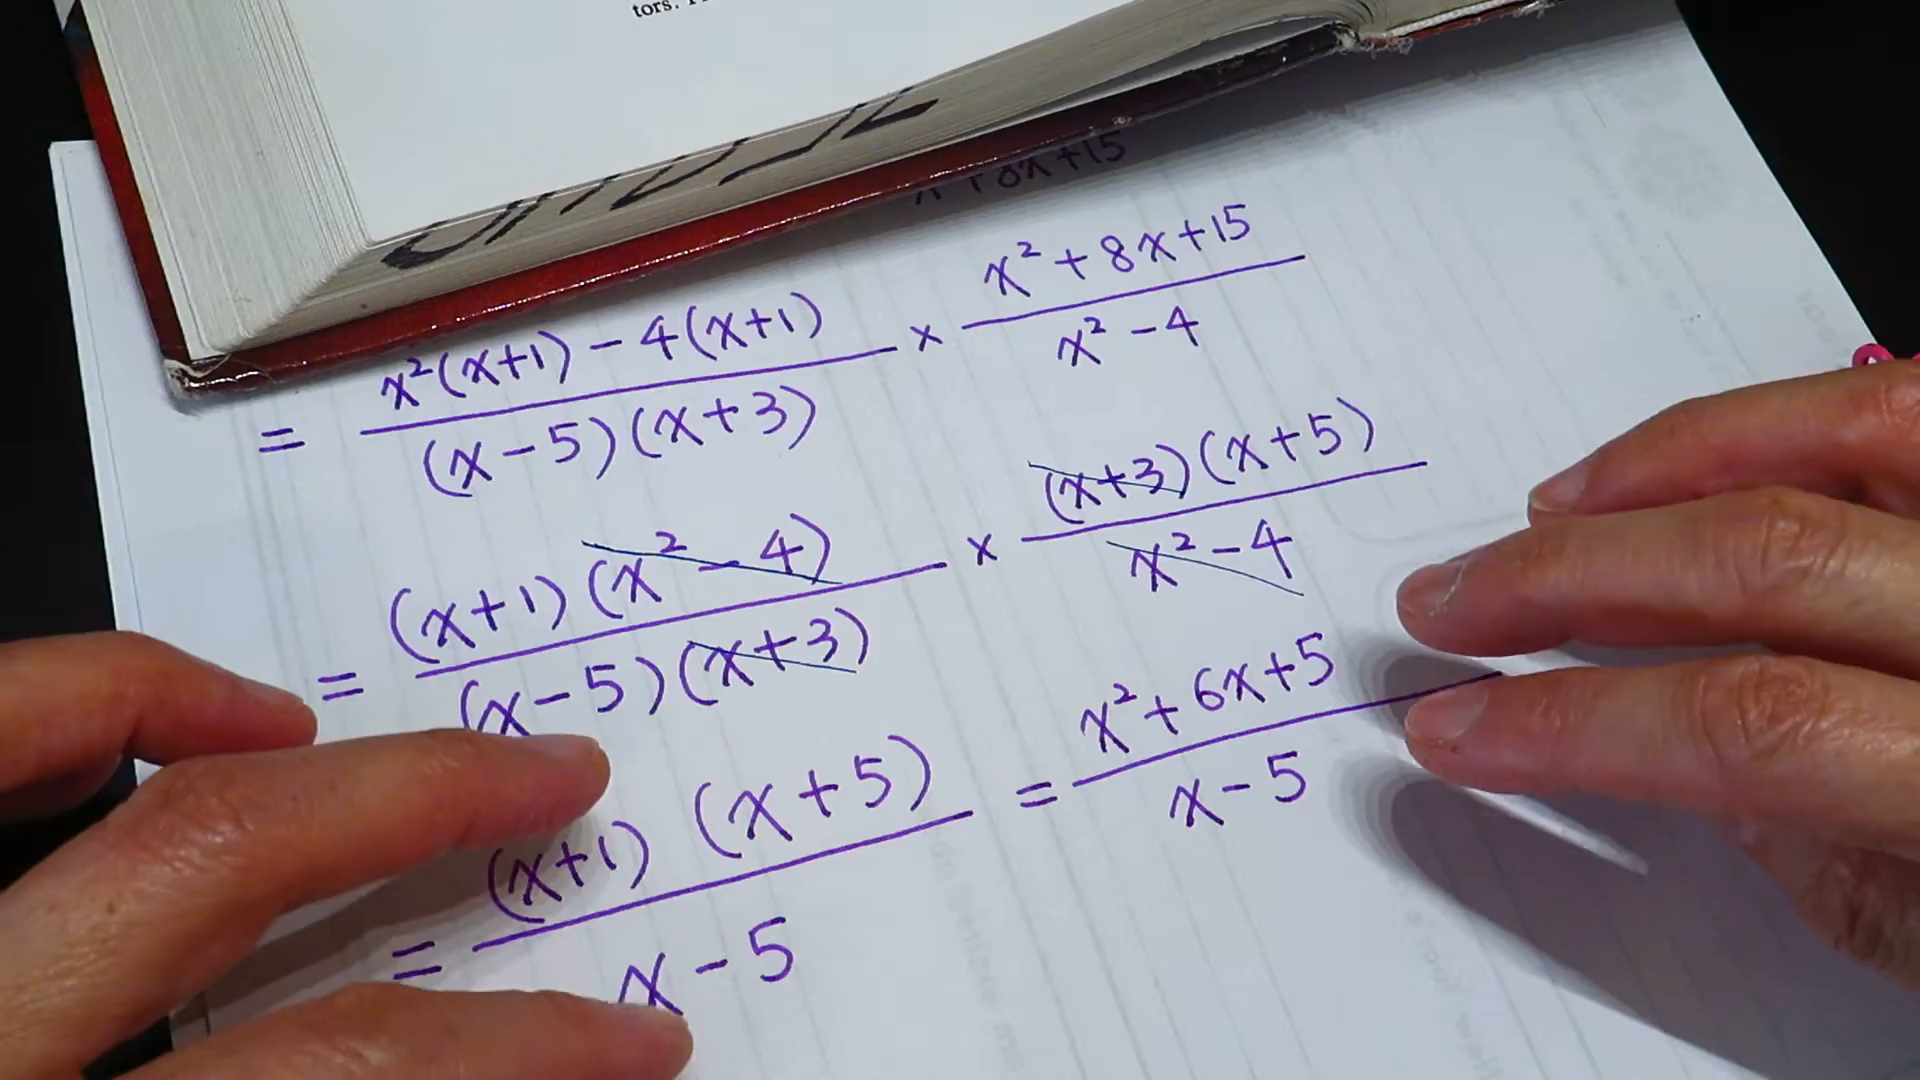 tors.
x² + 8x + 15
= x²(x+1) - 4(x+1) / (x-5)(x+3) × x² + 8x + 15 / x² - 4
= (x+1)(x² - 4) / (x-5)(x+3) × (x+3)(x+5) / x² - 4
= (x+1)(x+5) / x - 5 = x² + 6x + 5 / x - 5